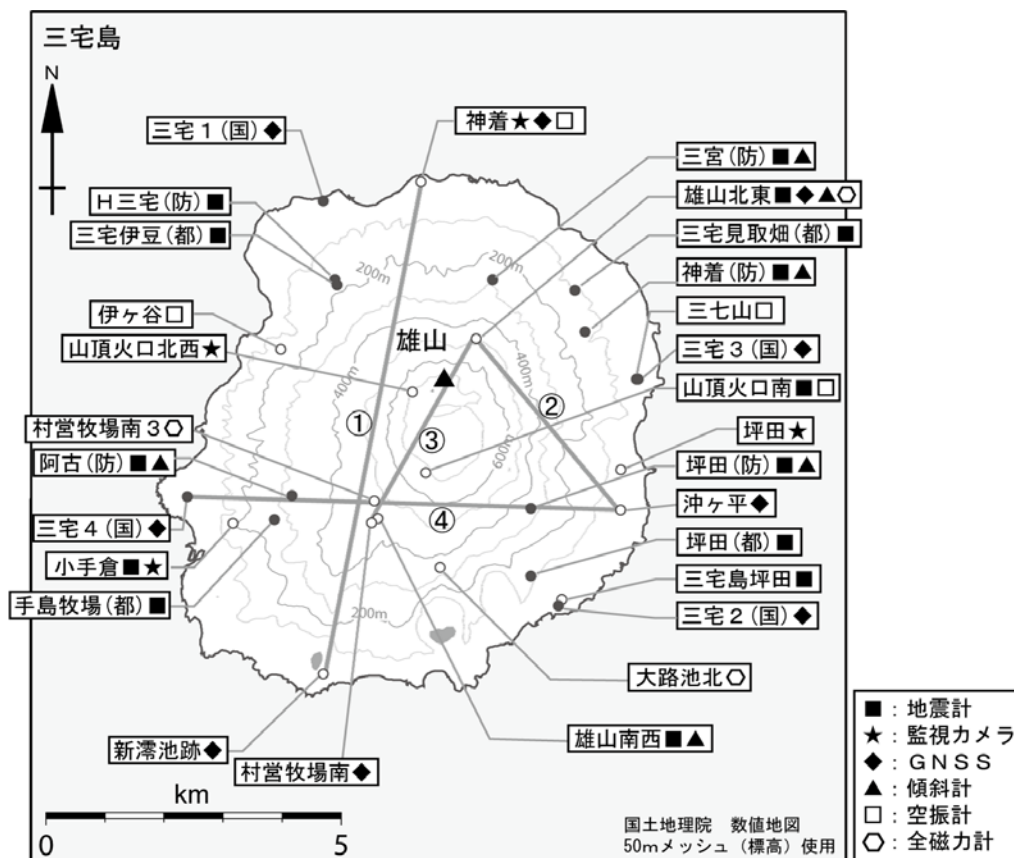 三宅島
N
神着★◆□
三宅1(国)◆
三宮(防)■▲
H三宅(防)■
雄山北東■◆▲⬡
三宅伊豆(都)■
三宅見取畑(都)■
200m
200m
神着(防)■▲
伊ヶ谷□
三七山□
雄山
山頂火口北西★
三宅3(国)◆
400m
400m
山頂火口南■□
①
②
③
村営牧場南3⬡
坪田★
600m
阿古(防)■▲
坪田(防)■▲
三宅4(国)◆
④
沖ヶ平◆
小手倉■★
坪田(都)■
三宅島坪田■
手島牧場(都)■
200m
三宅2(国)◆
大路池北⬡
新澪池跡◆
雄山南西■▲
村営牧場南◆
km
0
5
国土地理院 数値地図
50mメッシュ(標高)使用
■:地震計
★:監視カメラ
◆:GNSS
▲:傾斜計
□:空振計
⬡:全磁力計